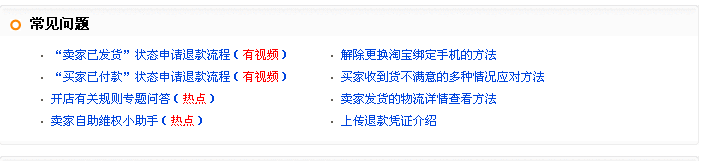 常见问题
“卖家已发货”状态申请退款流程（有视频）
解除更换淘宝绑定手机的方法
“买家已付款”状态申请退款流程（有视频）
买家收到货不满意的多种情况应对方法
开店有关规则专题问答（热点）
卖家发货的物流详情查看方法
卖家自助维权小助手（热点）
上传退款凭证介绍